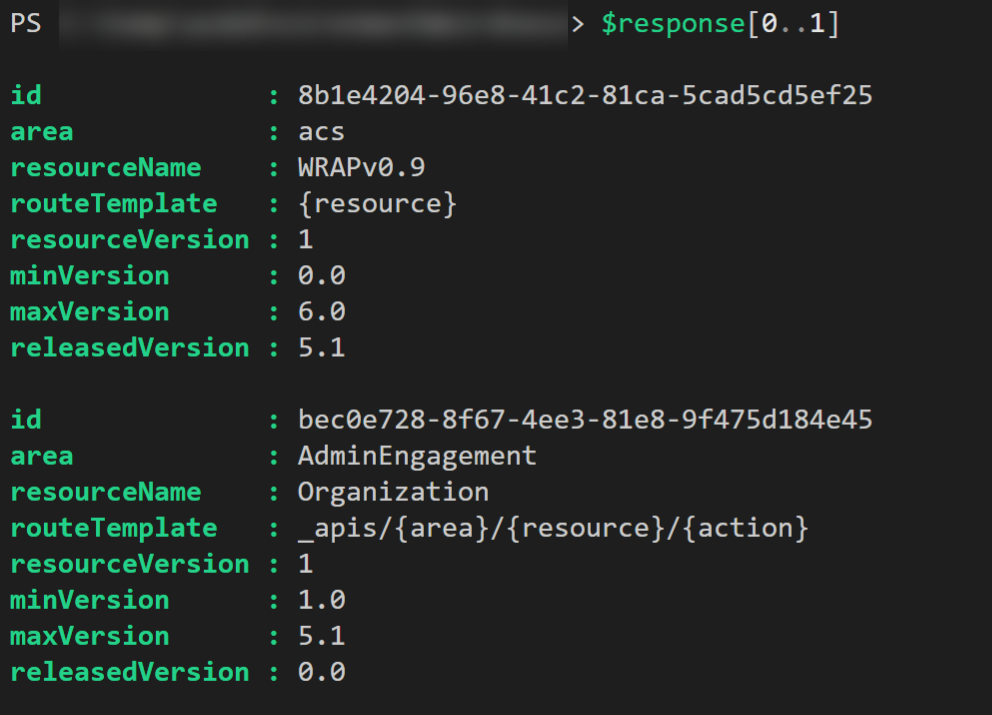 PS > $response[0..1]
id : 8b1e4204-96e8-41c2-81ca-5cad5cd5ef25
area : acs
resourceName : WRAPv0.9
routeTemplate : {resource}
resourceVersion : 1
minVersion : 0.0
maxVersion : 6.0
releasedVersion : 5.1
id : bec0e728-8f67-4ee3-81e8-9f475d184e45
area : AdminEngagement
resourceName : Organization
routeTemplate : _apis/{area}/{resource}/{action}
resourceVersion : 1
minVersion : 1.0
maxVersion : 5.1
releasedVersion : 0.0